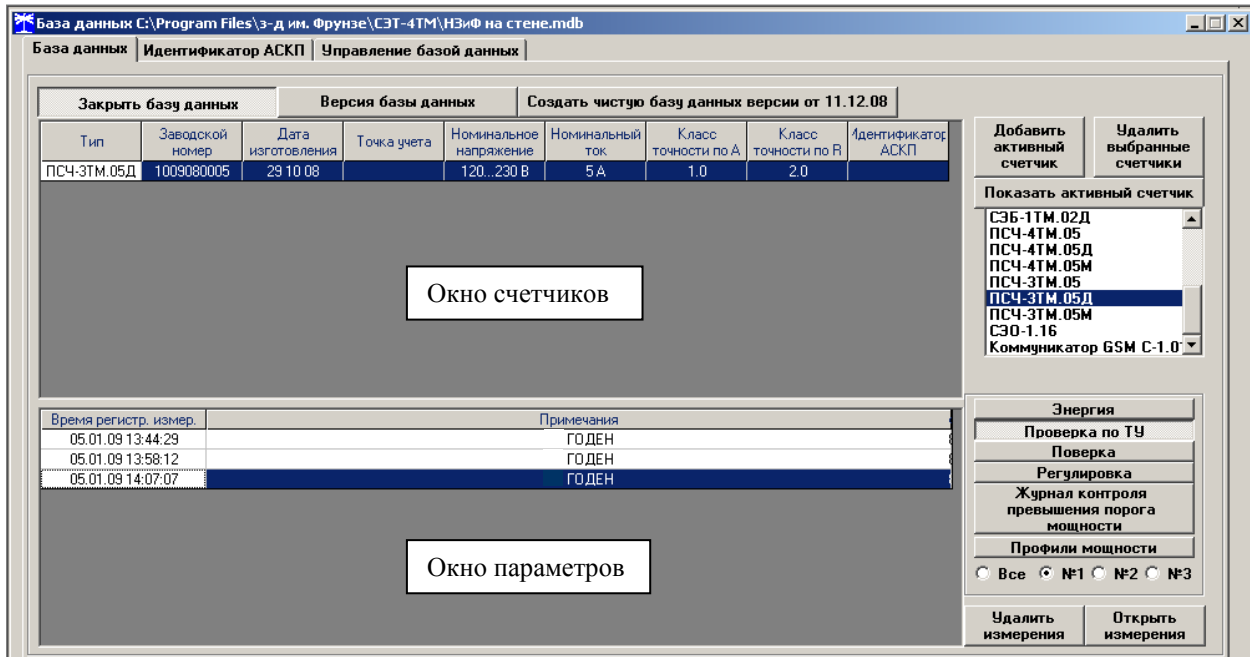 База данных C:\Program Files\з-д им. Фрунзе\СЭТ-4ТМ\НЗиФ на стене.mdb
База данных Идентификатор АСКП Управление базой данных
Закрыть базу данных Версия базы данных Создать чистую базу данных версии от 11.12.08
Тип Заводской номер Дата изготовления Точка учета Номинальное напряжение Номинальный ток Класс точности по A Класс точности по R Идентификатор АСКП
ПСЧ-3ТМ.05Д 1009080005 29 10 08 120...230 В 5 А 1.0 2.0
Добавить активный счетчик
Удалить выбранные счетчики
Показать активный счетчик
СЭБ-1ТМ.02Д
ПСЧ-4ТМ.05
ПСЧ-4ТМ.05Д
ПСЧ-4ТМ.05М
ПСЧ-3ТМ.05
ПСЧ-3ТМ.05Д
ПСЧ-3ТМ.05М
СЭО-1.16
Коммуникатор GSM C-1.0
Окно счетчиков
Время регистр. измер. Примечания
05.01.09 13:44:29 ГОДЕН
05.01.09 13:58:12 ГОДЕН
05.01.09 14:07:07 ГОДЕН
Окно параметров
Энергия
Проверка по ТУ
Поверка
Регулировка
Журнал контроля
превышения порога
мощности
Профили мощности
Все №1 №2 №3
Удалить измерения
Открыть измерения